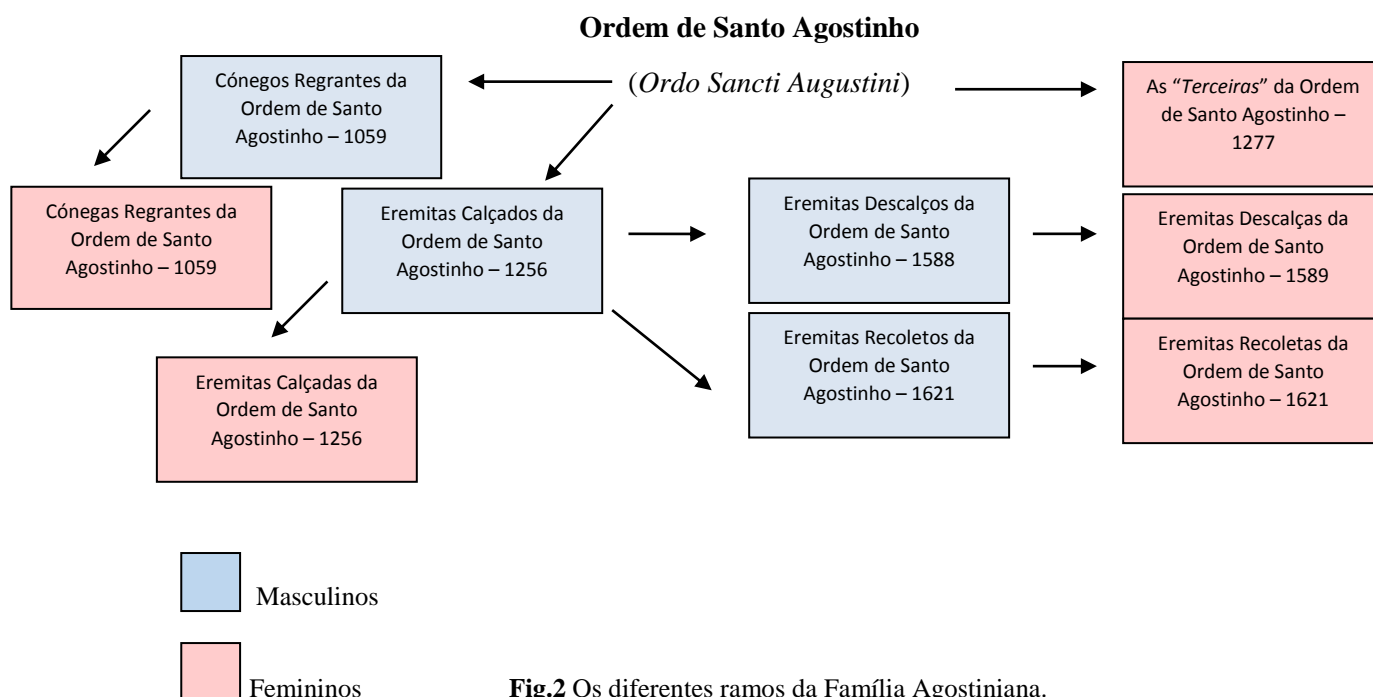 Ordem de Santo Agostinho
(Ordo Sancti Augustini)
Cónegos Regrantes da
Ordem de Santo
Agostinho – 1059
As “Terceiras” da Ordem
de Santo Agostinho –
1277
Cónegas Regrantes da
Ordem de Santo
Agostinho – 1059
Eremitas Calçados da
Ordem de Santo
Agostinho – 1256
Eremitas Descalços da
Ordem de Santo
Agostinho – 1588
Eremitas Descalças da
Ordem de Santo
Agostinho – 1589
Eremitas Recoletos da
Ordem de Santo
Agostinho – 1621
Eremitas Recoletas da
Ordem de Santo
Agostinho – 1621
Eremitas Calçadas da
Ordem de Santo
Agostinho – 1256
Masculinos
Femininos
Fig.2 Os diferentes ramos da Família Agostiniana.